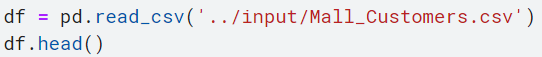 df = pd.read_csv('../input/Mall_Customers.csv')
df.head()